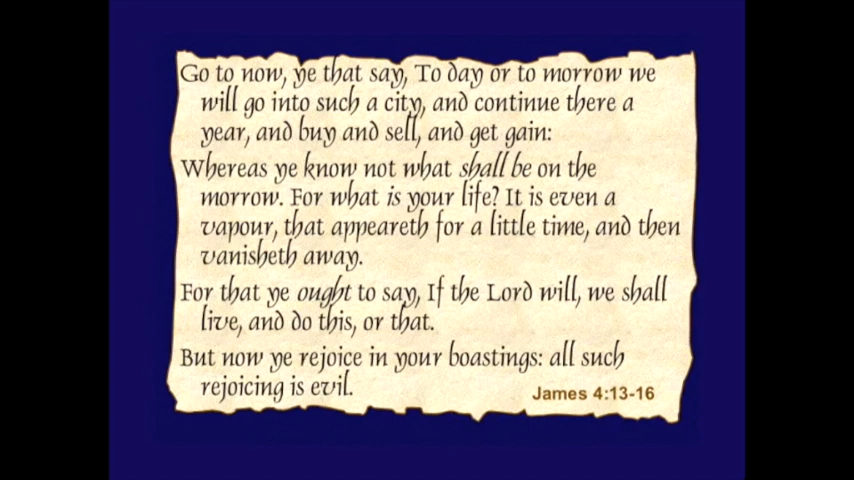 Go to now, ye that say, To day or to morrow we
will go into such a city, and continue there a
year, and buy and sell, and get gain:
Whereas ye know not what shall be on the
morrow. For what is your life? It is even a
vapour, that appeareth for a little time, and then
vanisheth away.
For that ye ought to say, If the Lord will, we shall
live, and do this, or that.
But now ye rejoice in your boastings: all such
rejoicing is evil.
James 4:13-16